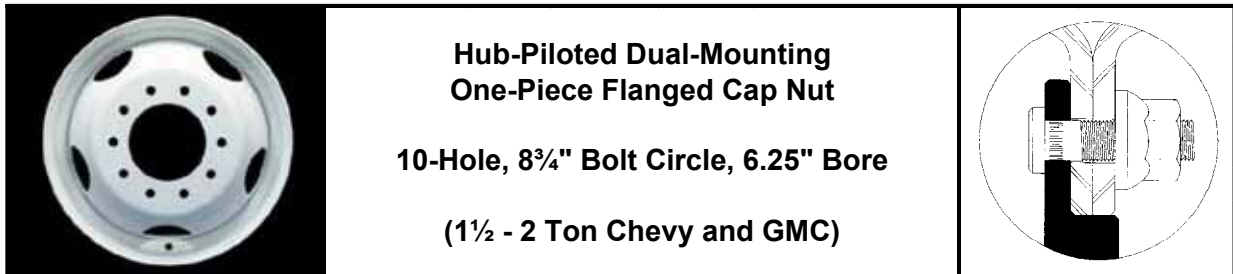 Hub-Piloted Dual-Mounting
One-Piece Flanged Cap Nut
10-Hole, 8¾" Bolt Circle, 6.25" Bore
(1½ - 2 Ton Chevy and GMC)